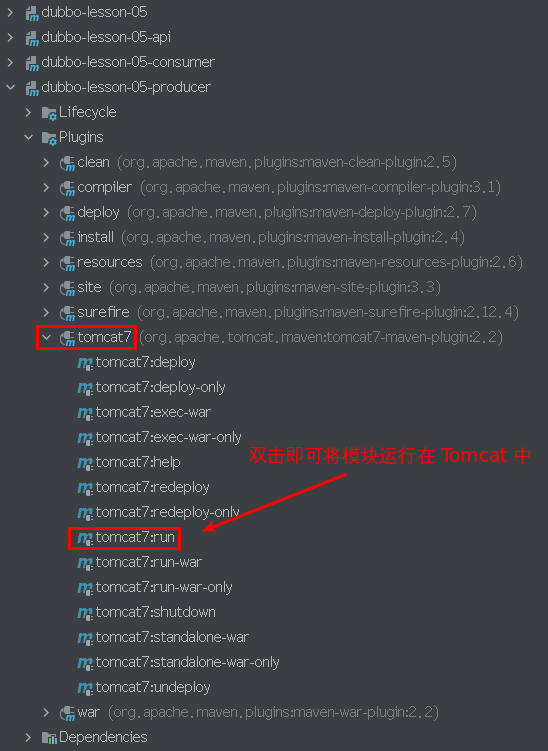 dubbo-lesson-05
dubbo-lesson-05-api
dubbo-lesson-05-consumer
dubbo-lesson-05-producer
Lifecycle
Plugins
clean (org.apache.maven.plugins:maven-clean-plugin:2.5)
compiler (org.apache.maven.plugins:maven-compiler-plugin:3.1)
deploy (org.apache.maven.plugins:maven-deploy-plugin:2.7)
install (org.apache.maven.plugins:maven-install-plugin:2.4)
resources (org.apache.maven.plugins:maven-resources-plugin:2.6)
site (org.apache.maven.plugins:maven-site-plugin:3.3)
surefire (org.apache.maven.plugins:maven-surefire-plugin:2.12.4)
tomcat7 (org.apache.tomcat.maven:tomcat7-maven-plugin:2.2)
tomcat7:deploy
tomcat7:deploy-only
tomcat7:exec-war
tomcat7:exec-war-only
双击即可将模块运行在 Tomcat 中
tomcat7:help
tomcat7:redeploy
tomcat7:redeploy-only
tomcat7:run
tomcat7:run-war
tomcat7:run-war-only
tomcat7:shutdown
tomcat7:standalone-war
tomcat7:standalone-war-only
tomcat7:undeploy
war (org.apache.maven.plugins:maven-war-plugin:2.2)
Dependencies